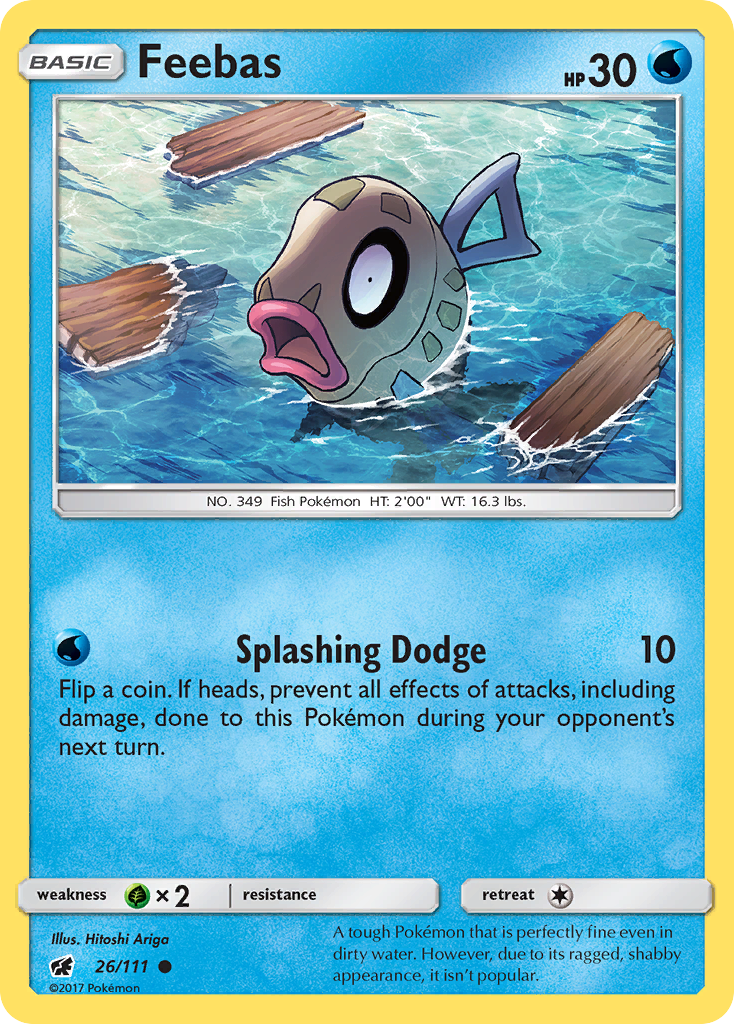 BASIC Feebas HP 30
NO. 349 Fish Pokémon HT: 2'00" WT: 16.3 lbs.
Splashing Dodge 10
Flip a coin. If heads, prevent all effects of attacks, including
damage, done to this Pokémon during your opponent's
next turn.
weakness ×2 resistance retreat
Illus. Hitoshi Ariga
26/111
©2017 Pokémon
A tough Pokémon that is perfectly fine even in
dirty water. However, due to its ragged, shabby
appearance, it isn't popular.